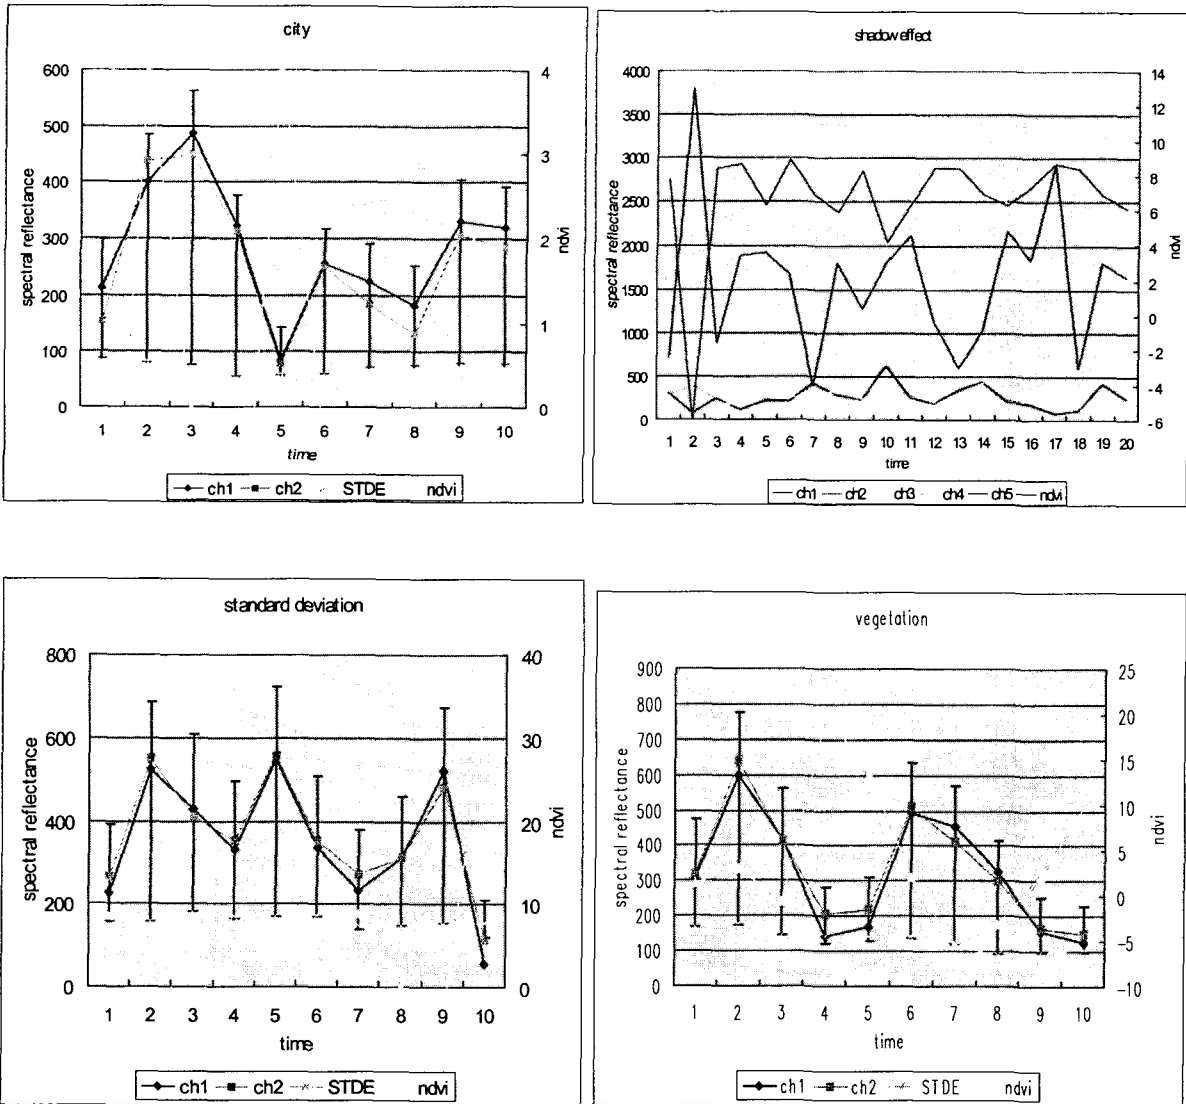 city
600
500
400
300
200
100
0
4
3
2
1
0
spectral reflectance
ndvi
1 2 3 4 5 6 7 8 9 10
time
ch1 ch2 STDE ndvi
shadow effect
4000
3500
3000
2500
2000
1500
1000
500
0
14
12
10
8
6
4
2
0
-2
-4
-6
spectral reflectance
ndvi
1 2 3 4 5 6 7 8 9 10 11 12 13 14 15 16 17 18 19 20
time
ch1 ch2 ch3 ch4 ch5 ndvi
standard deviation
800
600
400
200
0
40
30
20
10
0
spectral reflectance
ndvi
1 2 3 4 5 6 7 8 9 10
time
ch1 ch2 STDE ndvi
vegetation
900
800
700
600
500
400
300
200
100
0
25
20
15
10
5
0
-5
-10
spectral reflectance
ndvi
1 2 3 4 5 6 7 8 9 10
time
ch1 ch2 STDE ndvi